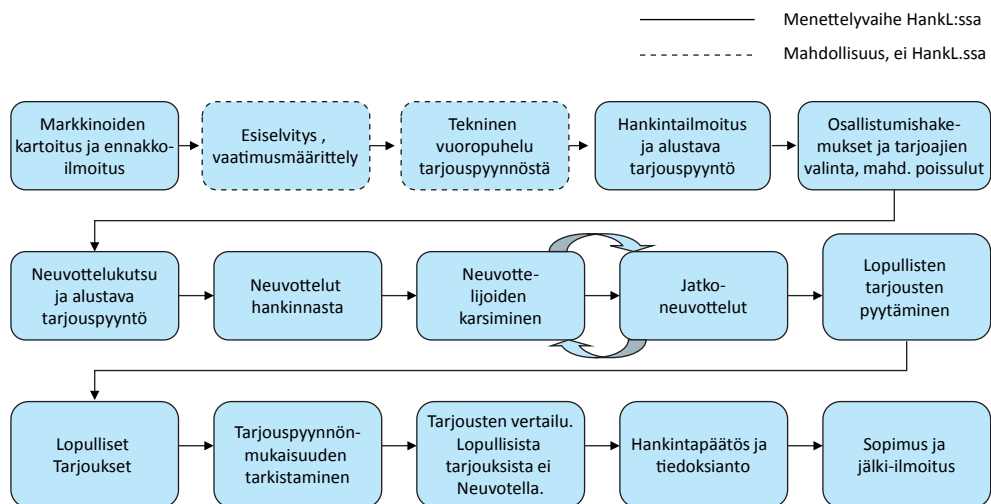 Menettelyvaihe HankL:ssa
Mahdollisuus, ei HankL.ssa
Markkinoiden
kartoitus ja ennakko-
ilmoitus
Esiselvitys ,
vaatimusmäärittely
Tekninen
vuoropuhelu
tarjouspyynnöstä
Hankintailmoitus
ja alustava
tarjouspyyntö
Osallistumishake-
mukset ja tarjoajien
valinta, mahd. poissulut
Neuvottelukutsu
ja alustava
tarjouspyyntö
Neuvottelut
hankinnasta
Neuvotte-
lijoiden
karsiminen
Jatko-
neuvottelut
Lopullisten
tarjousten
pyytäminen
Lopulliset
Tarjoukset
Tarjouspyynnön-
mukaisuuden
tarkistaminen
Tarjousten vertailu.
Lopullisista
tarjouksista ei
Neuvotella.
Hankintapäätös ja
tiedoksianto
Sopimus ja
jälki-ilmoitus